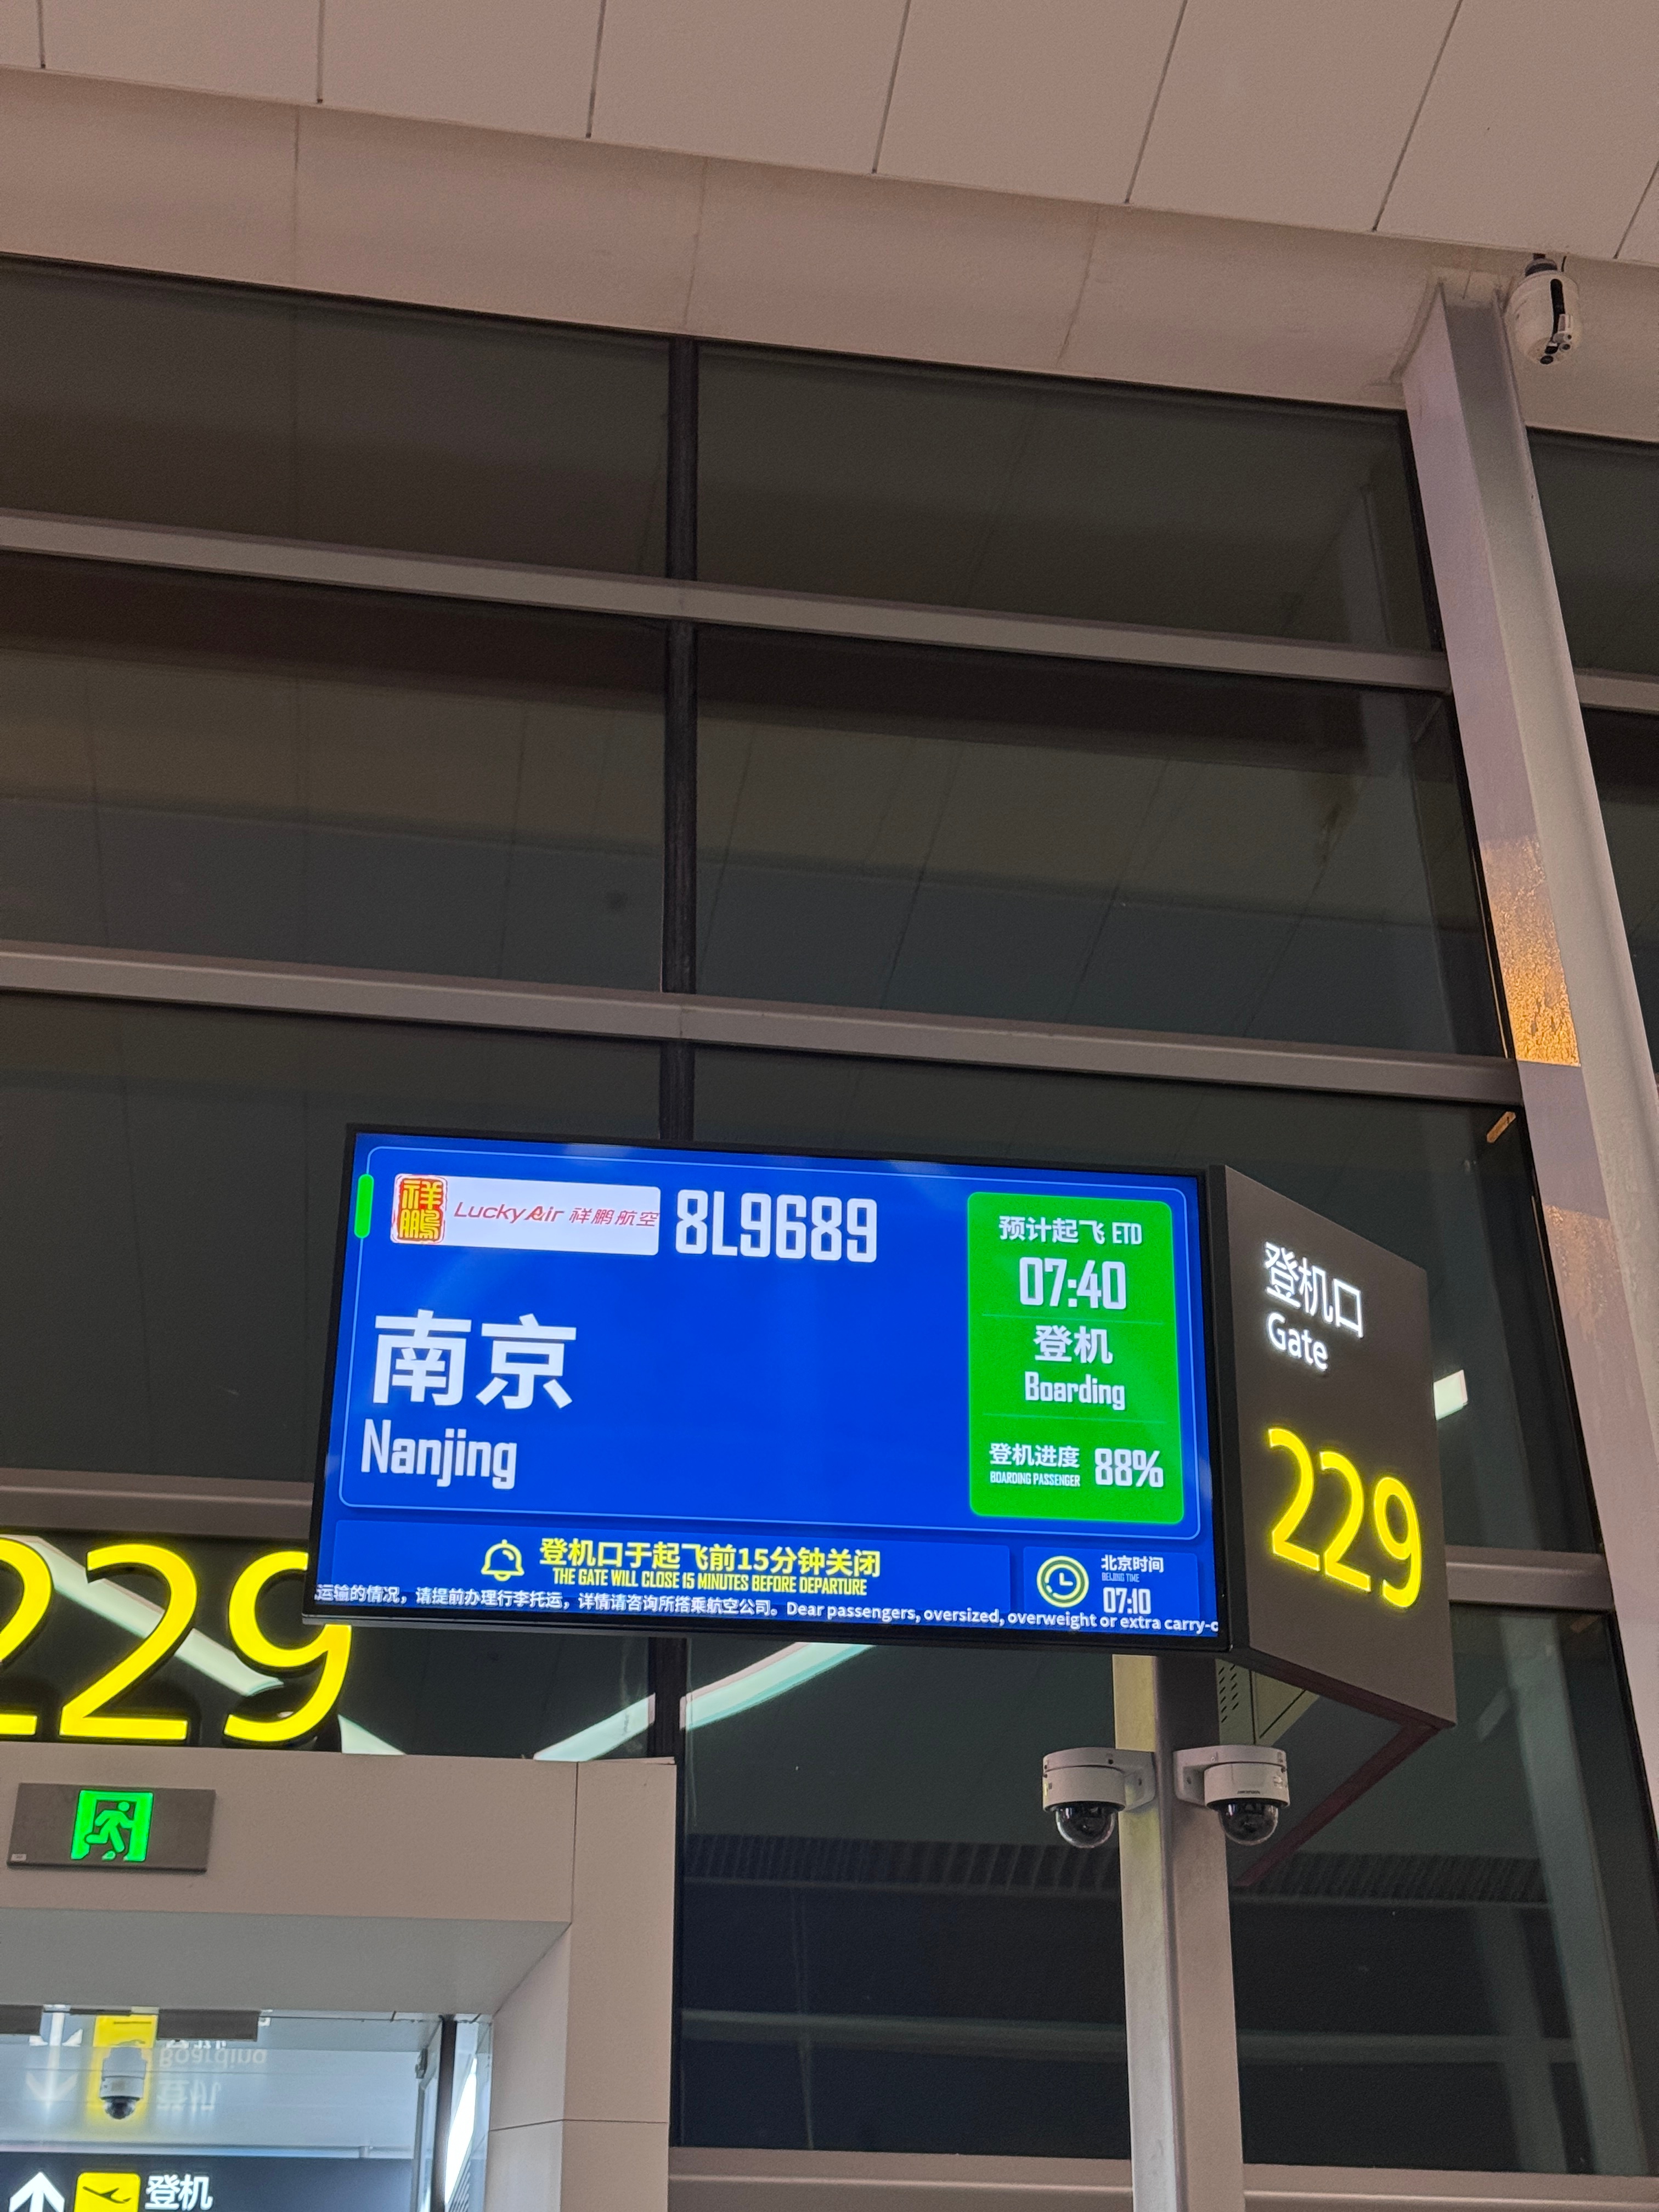 祥鹏
Lucky Air 祥鹏航空
8L9689
南京
Nanjing
预计起飞 ETD
07:40
登机
Boarding
登机进度
BOARDING PASSENGER
88%
登机口于起飞前15分钟关闭
THE GATE WILL CLOSE 15 MINUTES BEFORE DEPARTURE
北京时间
BEIJING TIME
07:10
运输的情况，请提前办理行李托运，详情请咨询所搭乘航空公司。Dear passengers, oversized, overweight or extra carry-o
登机口
Gate
229
229
Boarding
登机
登机